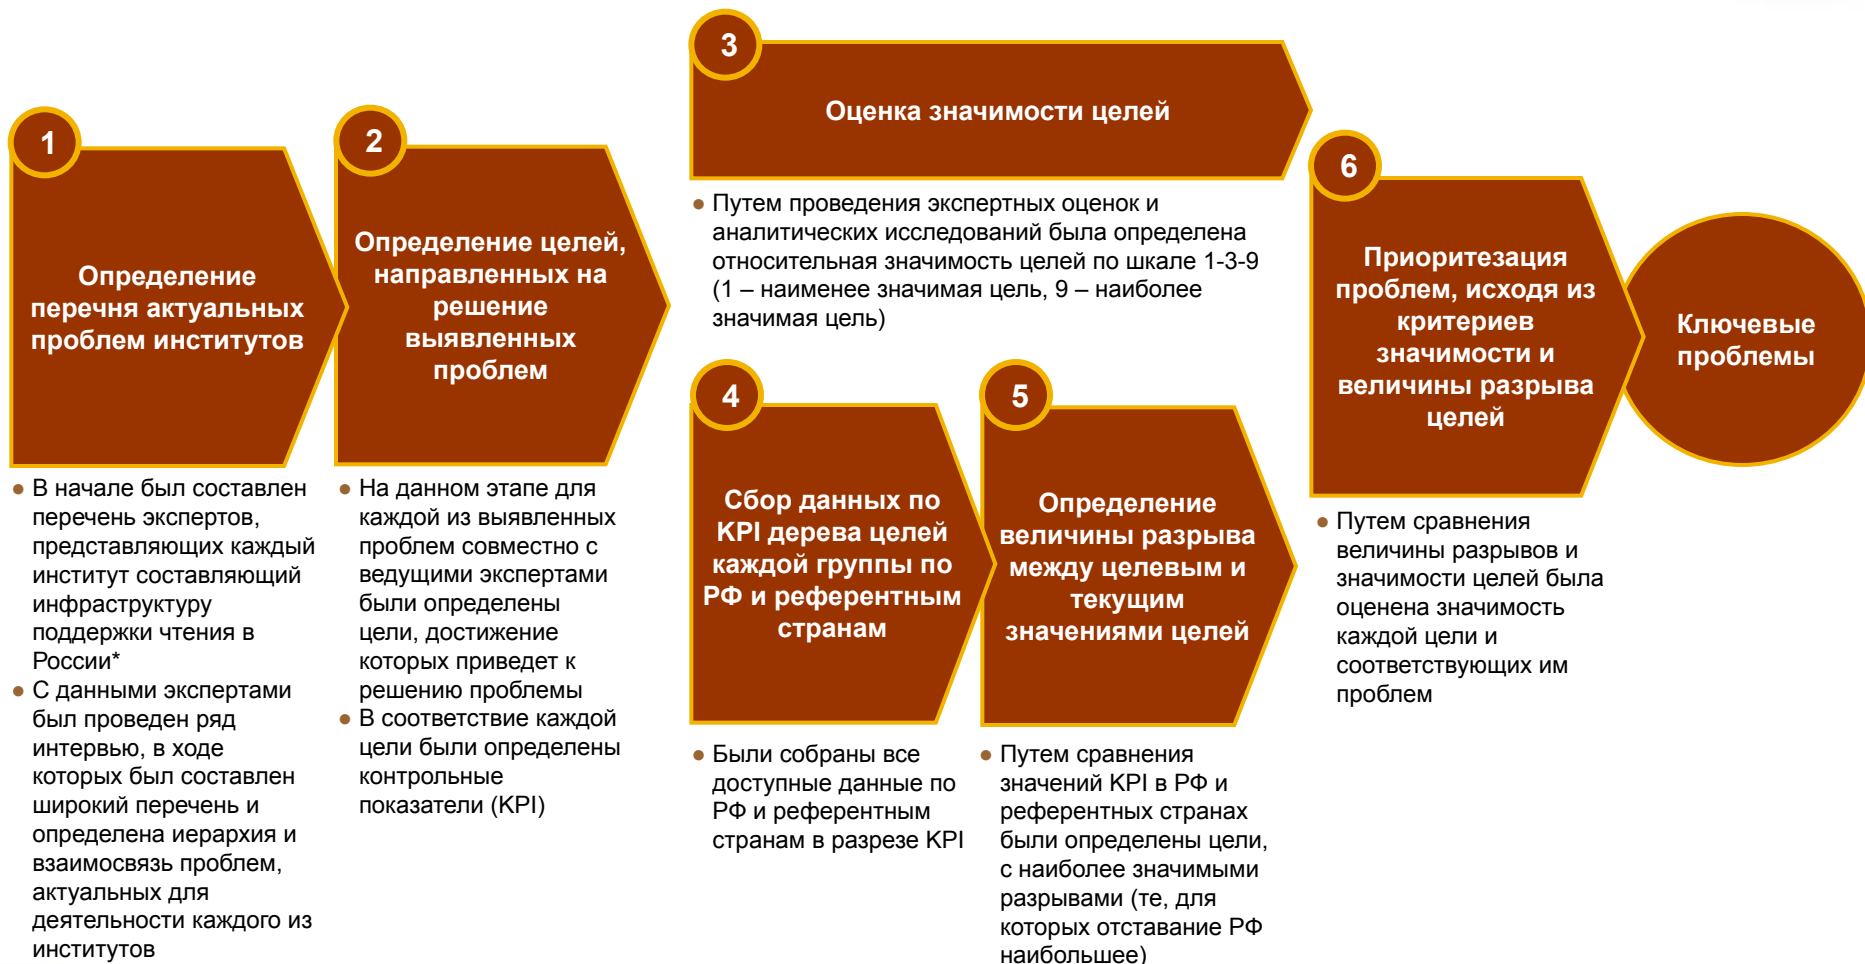 1
Определение
перечня актуальных
проблем институтов
● В начале был составлен
перечень экспертов,
представляющих каждый
институт составляющий
инфраструктуру
поддержки чтения в
России*
● С данными экспертами
был проведен ряд
интервью, в ходе
которых был составлен
широкий перечень и
определена иерархия и
взаимосвязь проблем,
актуальных для
деятельности каждого из
институтов
2
Определение целей,
направленных на
решение
выявленных
проблем
● На данном этапе для
каждой из выявленных
проблем совместно с
ведущими экспертами
были определены
цели, достижение
которых приведет к
решению проблемы
● В соответствие каждой
цели были определены
контрольные
показатели (KPI)
3
Оценка значимости целей
● Путем проведения экспертных оценок и
аналитических исследований была определена
относительная значимость целей по шкале 1-3-9
(1 – наименее значимая цель, 9 – наиболее
значимая цель)
4
Сбор данных по
KPI дерева целей
каждой группы по
РФ и референтным
странам
● Были собраны все
доступные данные по
РФ и референтным
странам в разрезе KPI
5
Определение
величины разрыва
между целевым и
текущим
значениями целей
● Путем сравнения
значений KPI в РФ и
референтных странах
были определены цели,
с наиболее значимыми
разрывами (те, для
которых отставание РФ
наибольшее)
6
Приоритезация
проблем, исходя из
критериев
значимости и
величины разрыва
целей
● Путем сравнения
величины разрывов и
значимости целей была
оценена значимость
каждой цели и
соответствующих им
проблем
Ключевые
проблемы